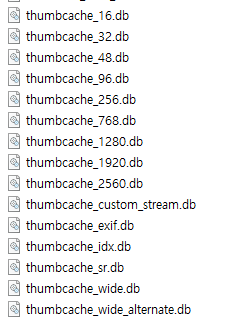 thumbcache_16.db
thumbcache_32.db
thumbcache_48.db
thumbcache_96.db
thumbcache_256.db
thumbcache_768.db
thumbcache_1280.db
thumbcache_1920.db
thumbcache_2560.db
thumbcache_custom_stream.db
thumbcache_exif.db
thumbcache_idx.db
thumbcache_sr.db
thumbcache_wide.db
thumbcache_wide_alternate.db